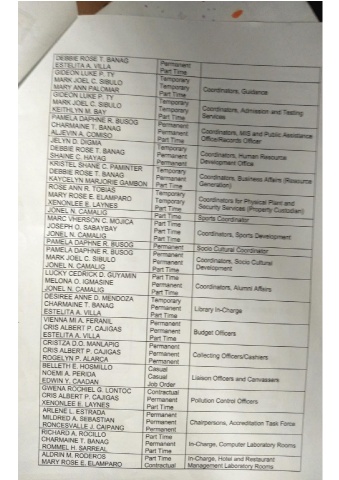 DEBBIE ROSE T. BANAG Permanent
ESTELITA A. VILLA Part Time
GIDEON LUKE P. TY Temporary
MARK JOEL C. SIBULO Temporary Coordinators, Guidance
MARY ANN PALOMAR Part Time
GIDEON LUKE P. TY Temporary
MARK JOEL C. SIBULO Temporary Coordinators, Admission and Testing
KEITHLYN M. BAY Part Time Services
PAMELA DAPHNE R. BUSOG Permanent
CHARMAINE T. BANAG Permanent Coordinators, MIS and Public Assistance
ALJEVIN A. COMISO Part Time Office/Records Officer
JELYN D. DIGMA Permanent
DEBBIE ROSE T. BANAG Permanent Coordinators, Human Resource
SHAINE C. HAYAG Permanent Development Office
KRISTEL SHANE C. PAMINTER Part Time
DEBBIE ROSE T. BANAG Permanent Coordinators, Business Affairs (Resource
KAYCELYN MARJORIE GAMBON Part Time Generation)
ROSE ANN R. TOBIAS Temporary
MARY ROSE E. ELAMPARO Coordinators for Physical Plant and
XENONLEE E. LAYNES Part Time Security Services (Property Custodian)
JONEL N. CAMALIG Part Time Sports Coordinator
MARC VHERSON C. MOJICA Part Time
JOSEPH O. SABAYBAY Part Time Coordinators, Sports Development
JONEL N. CAMALIG Part Time
PAMELA DAPHNE R. BUSOG Permanent Socio Cultural Coordinator
PAMELA DAPHNE R. BUSOG Permanent
MARK JOEL C. SIBULO Coordinators, Socio Cultural
JONEL N. CAMALIG Part Time Development
LUCKY CEDRICK D. GUYAMIN Part Time
MELONA O. IGMASINE Permanent Coordinators, Alumni Affairs
JONEL N. CAMALIG Part Time
DESIREE ANNE D. MENDOZA Temporary
CHARMAINE T. BANAG Permanent Library In-Charge
ESTELITA A. VILLA Part Time
VIENNA MI A. FERANIL Permanent
CRIS ALBERT P. CAJIGAS Permanent Budget Officers
ESTELITA A. VILLA Part Time
CRISTZA D.O. MANLAPIG Permanent
CRIS ALBERT P. CAJIGAS Permanent Collecting Officers/Cashiers
ROGELYN P. ALARCA Permanent
BELLETH E. HOSMILLO Casual
NOEMI A. PERIDA Casual Liaison Officers and Canvassers
EDWIN Y. CAADAN Job Order
GWENA ROCHIEL G. LONTOC Contractual
CRIS ALBERT P. CAJIGAS Permanent Pollution Control Officers
XENONLEE E. LAYNES Part Time
ARLENE L. ESTRADA Permanent
MILDRED A. SEBASTIAN Permanent Chairpersons, Accreditation Task Force
RONCESVALLE J. CAIPANG Permanent
RICHARD A. ROCILLO Part Time
CHARMAINE T. BANAG Permanent In-Charge, Computer Laboratory Rooms
ROMMEL H. SARREAL Part Time
ALDRIN M. RODEROS Part Time In-Charge, Hotel and Restaurant
MARY ROSE E. ELAMPARO Contractual Management Laboratory Rooms